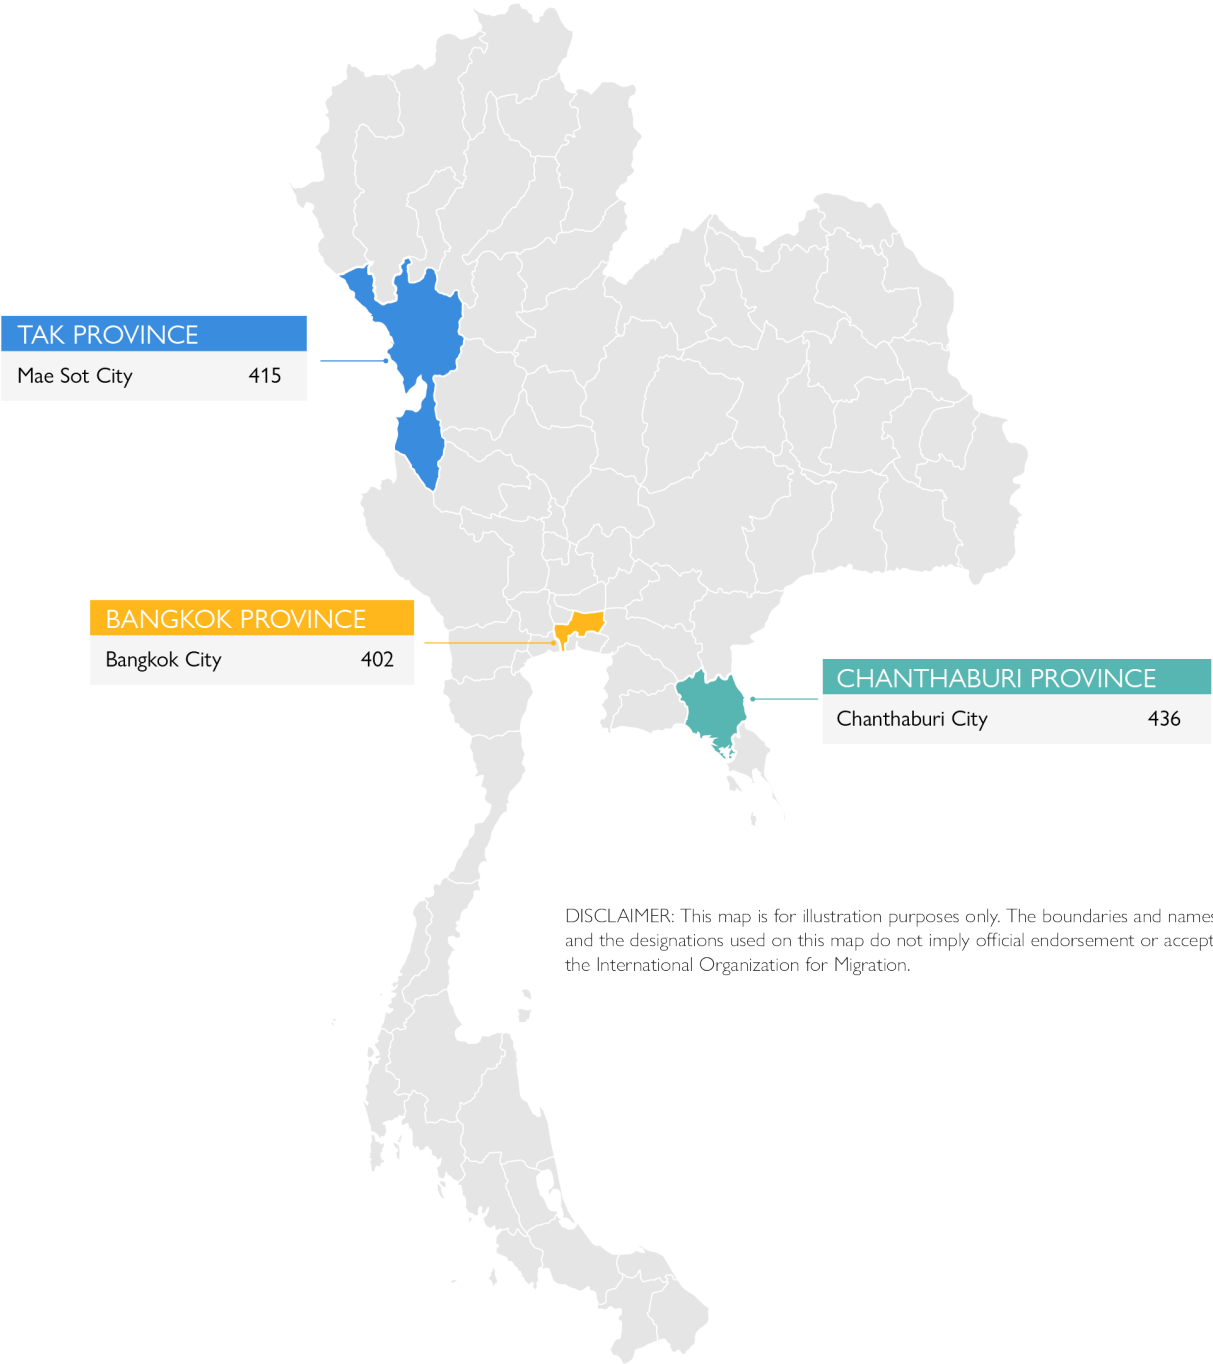 TAK PROVINCE
Mae Sot City 415
BANGKOK PROVINCE
Bangkok City 402
CHANTHABURI PROVINCE
Chanthaburi City 436
DISCLAIMER: This map is for illustration purposes only. The boundaries and names
and the designations used on this map do not imply official endorsement or accept
the International Organization for Migration.